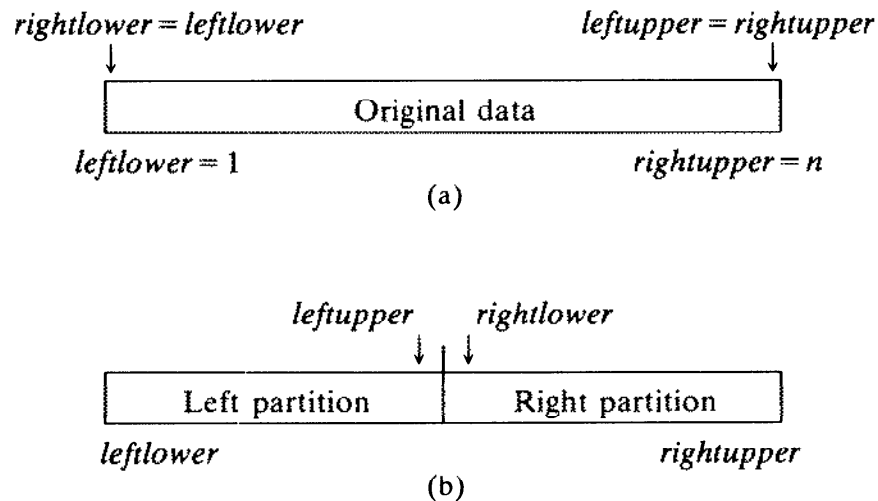 rightlower = leftlower leftupper = rightupper
Original data
leftlower = 1 rightupper = n
(a)
leftupper rightlower
Left partition Right partition
leftlower rightupper
(b)